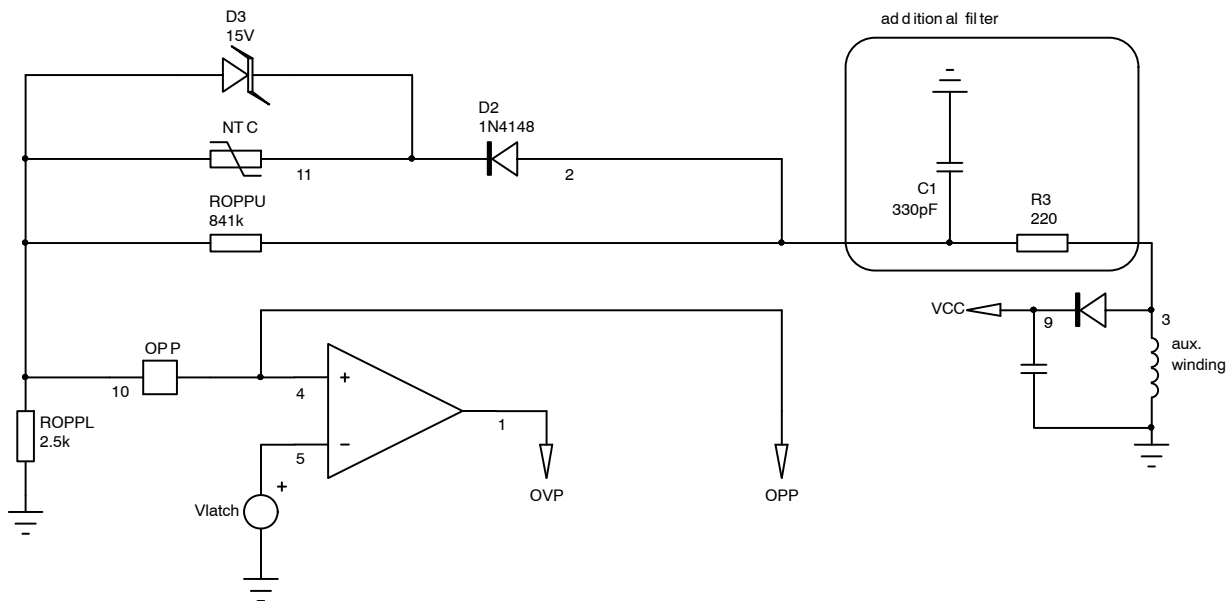 D3
15V
additional filter
D2
1N4148
NTC
11
2
C1
330pF
R3
220
ROPPU
841k
VCC
9
3
aux.
winding
OPP
10
4
+
1
ROPPL
2.5k
5
−
+
Vlatch
OVP
OPP